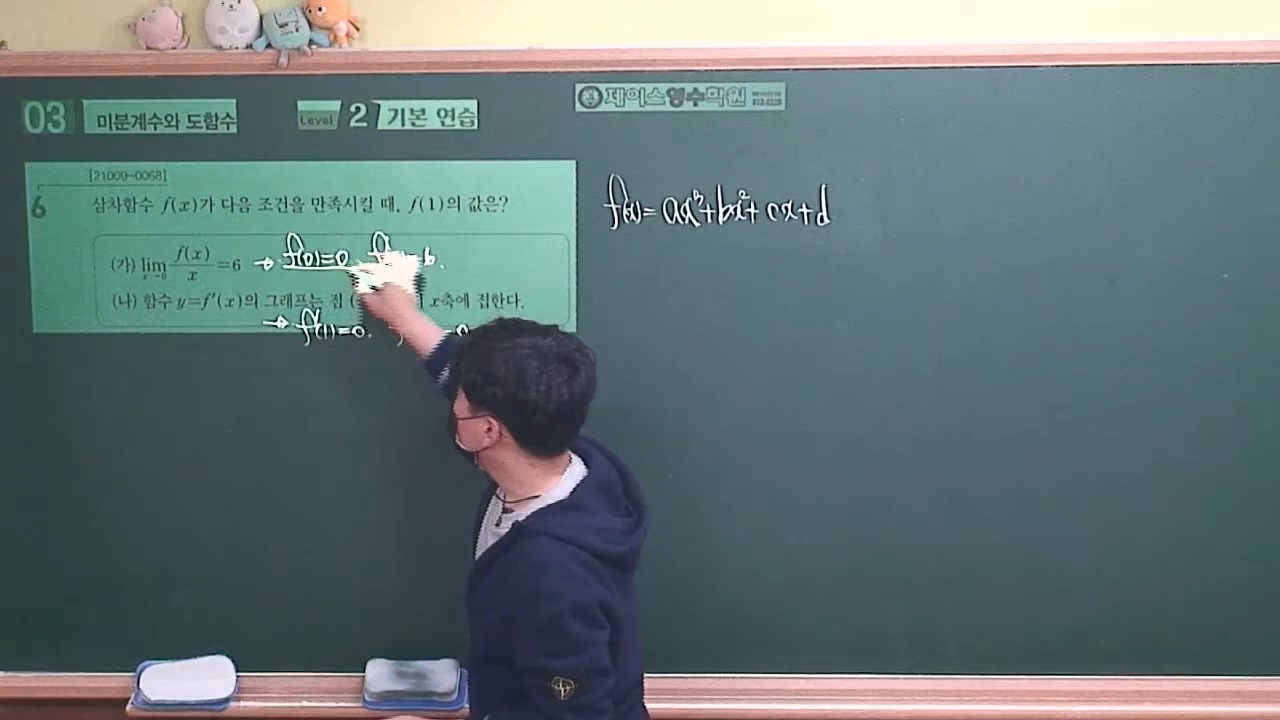 03 미분계수와 도함수 Level 2 기본 연습
제이스영수학원
[21009-0068]
6 삼차함수 f(x)가 다음 조건을 만족시킬 때, f(1)의 값은?
(가) lim x→0 f(x)/x =6 → f(0)=0,
(나) 함수 y=f′(x)의 그래프는 점 ( x축에 접한다.
→ f′(1)=0,
f(x)=ax³+bx²+cx+d